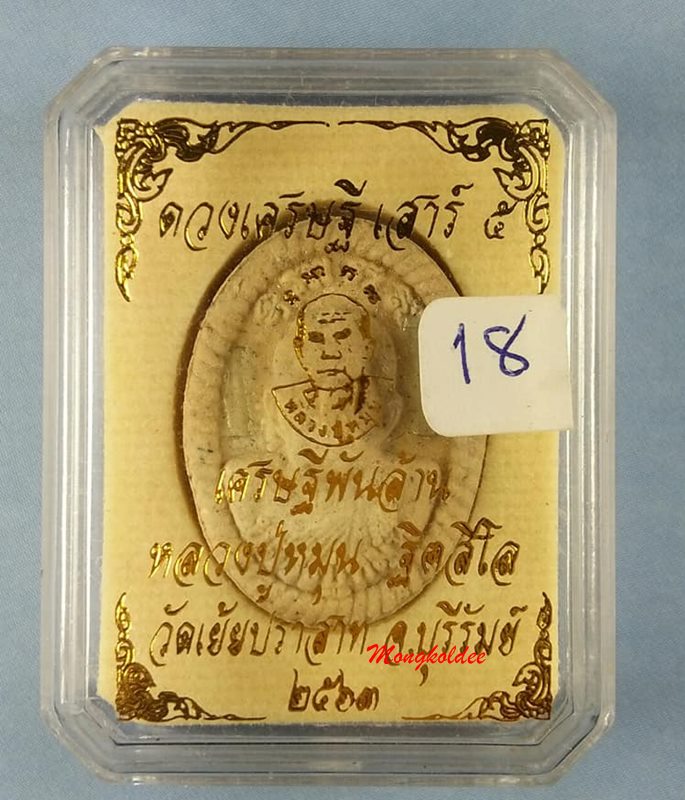 ดวงเศรษฐี เสาร์ ๕
18
หลวงปู่หมุน
เศรษฐีพันล้าน
หลวงปู่หมุน ฐิตสีโล
วัดเย้ยปราสาท จ.บุรีรัมย์
Mongkoldee
๒๕๖๓